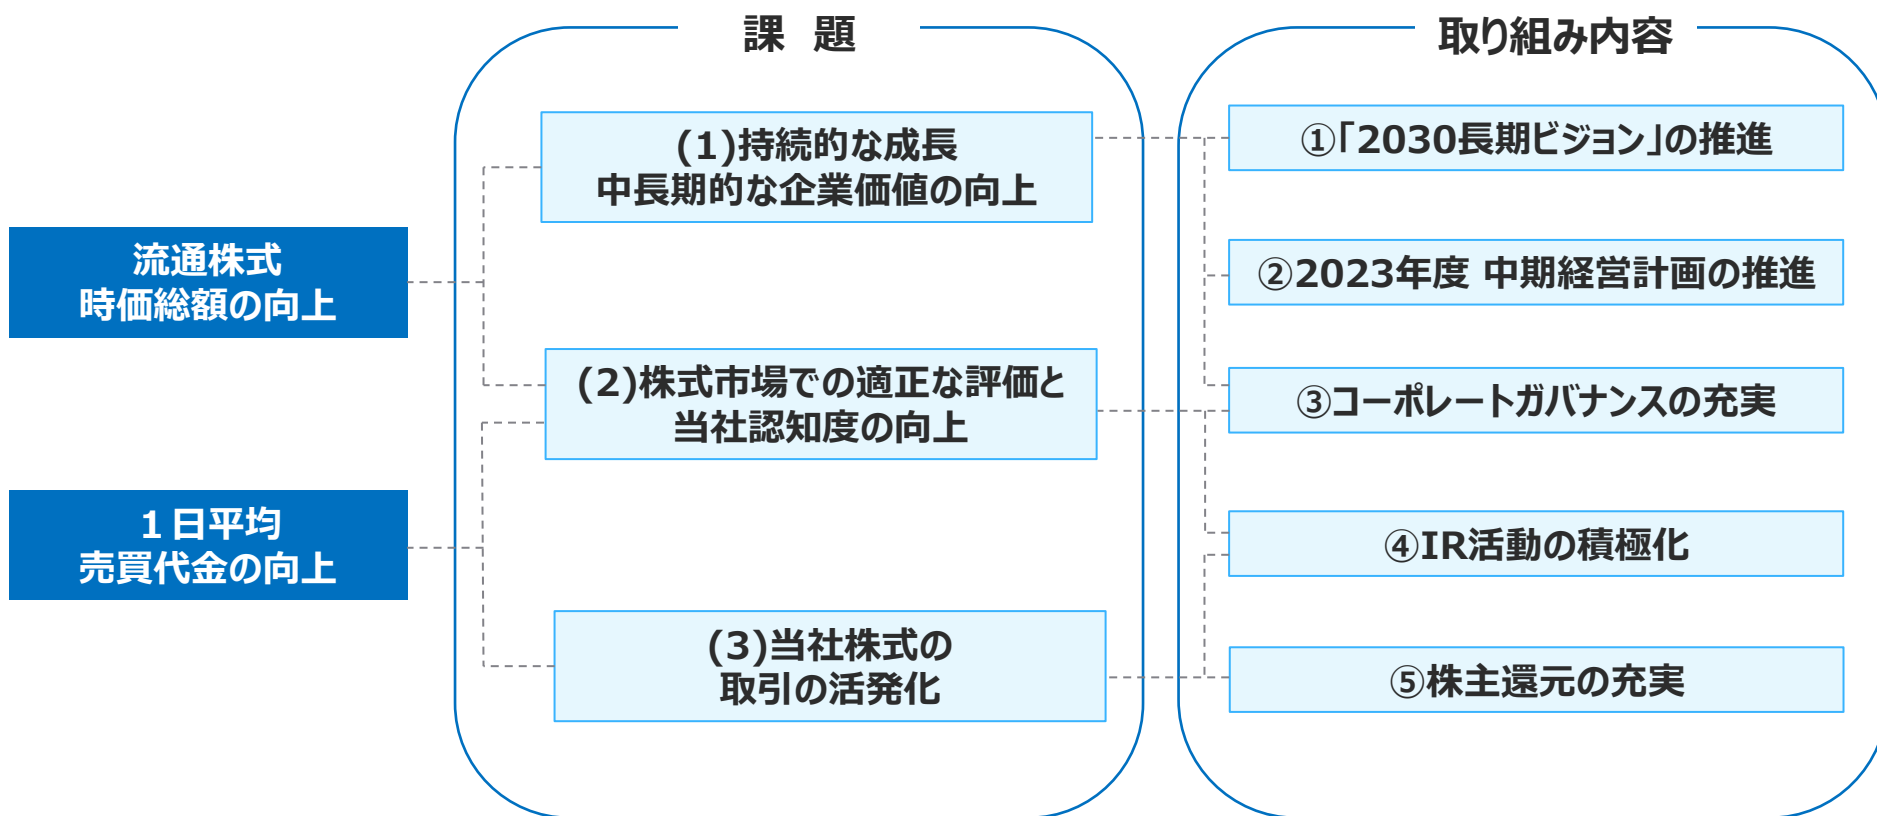 課 題
取り組み内容
流通株式
時価総額の向上
1日平均
売買代金の向上
(1)持続的な成長
中長期的な企業価値の向上
(2)株式市場での適正な評価と
当社認知度の向上
(3)当社株式の
取引の活発化
①「2030長期ビジョン」の推進
②2023年度 中期経営計画の推進
③コーポレートガバナンスの充実
④IR活動の積極化
⑤株主還元の充実